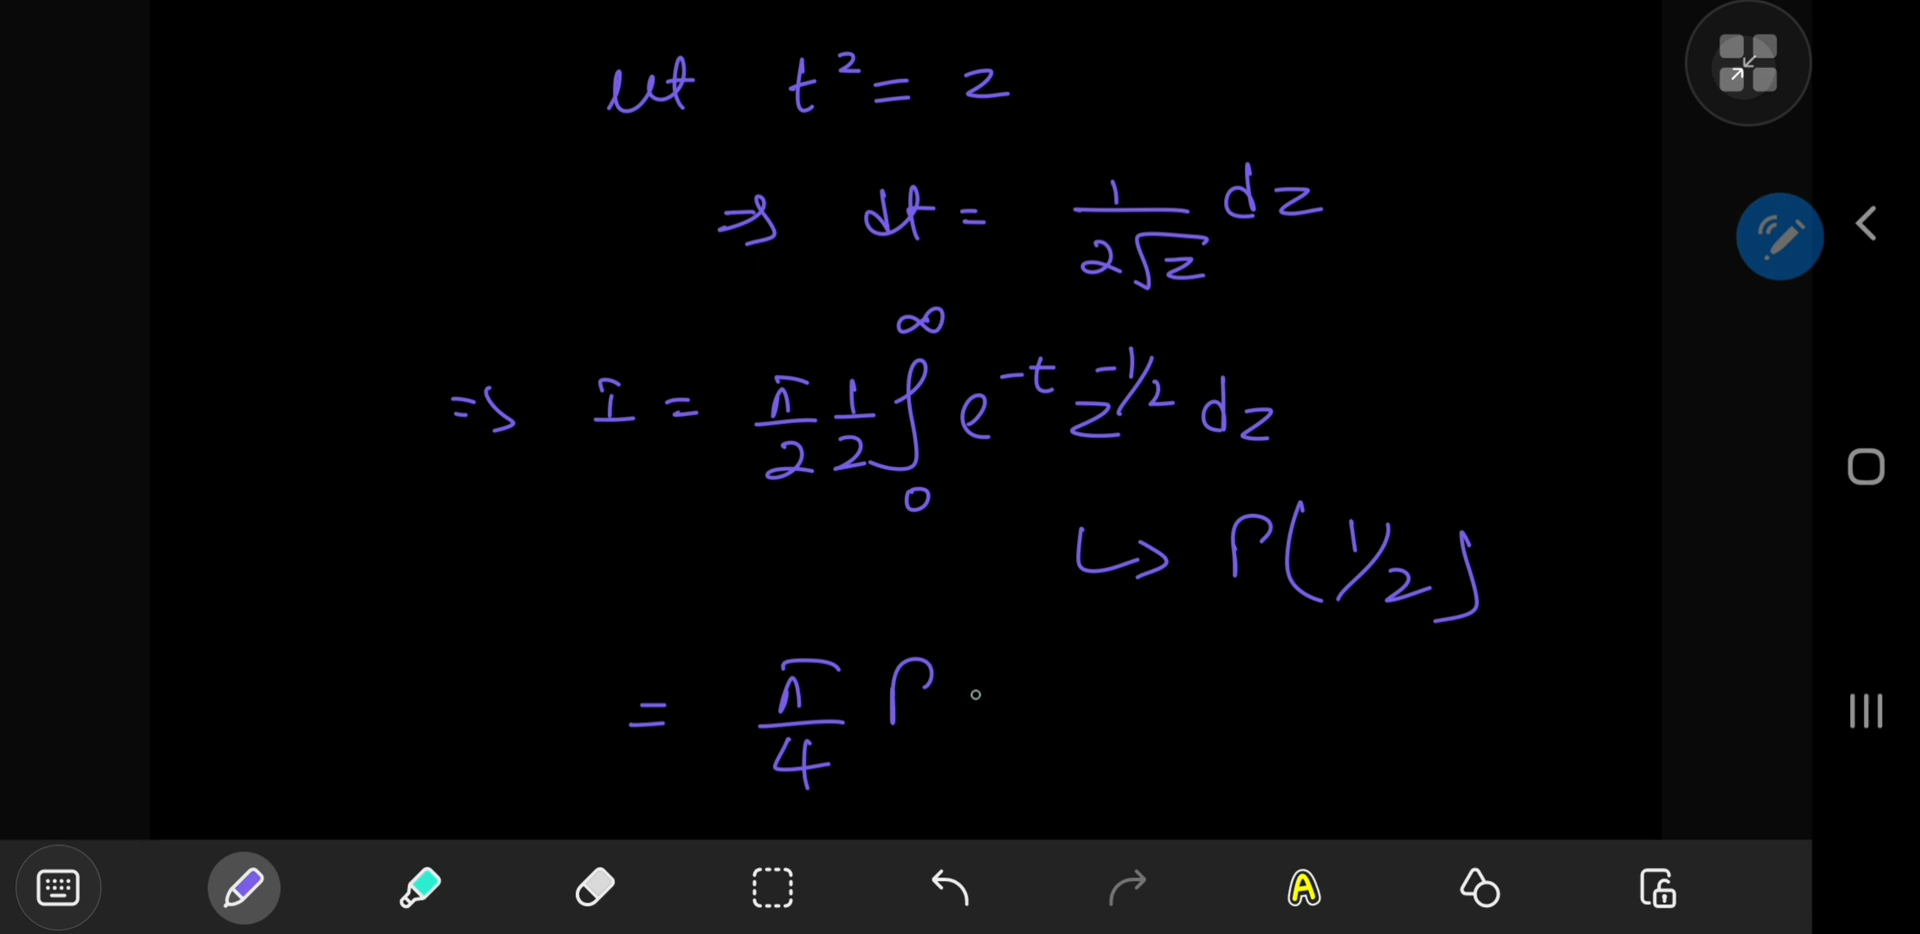 let t² = z
⇒ dt = 1/(2√z) dz
⇒ I = π/2 1/2 ∫₀^∞ e^(-t) z^(-1/2) dz
↳ Γ(1/2)
= π/4 Γ
A